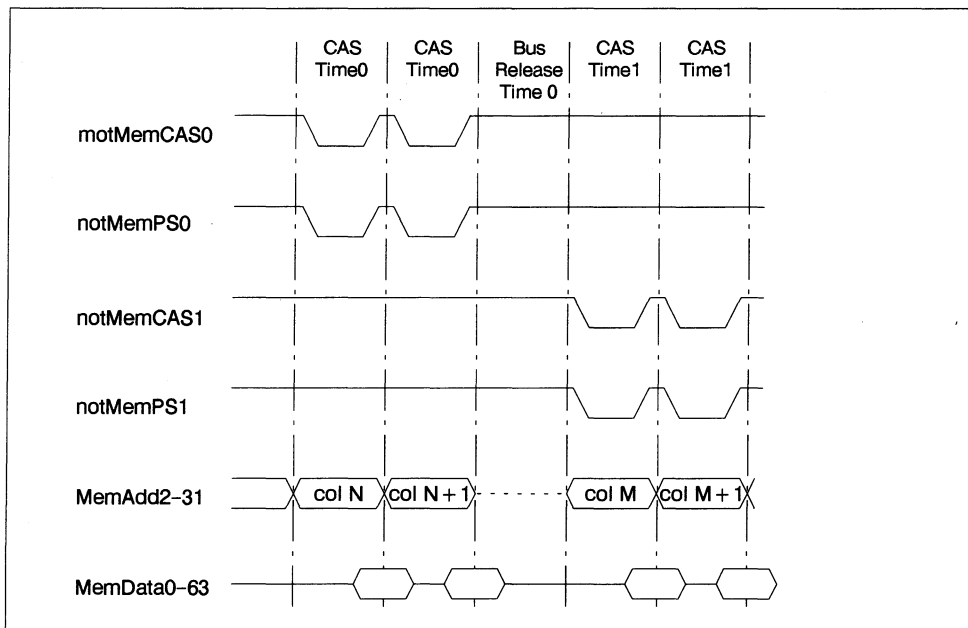 CAS
Time0
CAS
Time0
Bus
Release
Time 0
CAS
Time1
CAS
Time1
motMemCAS0
notMemPS0
notMemCAS1
notMemPS1
MemAdd2-31
col N
col N+1
col M
col M+1
MemData0-63